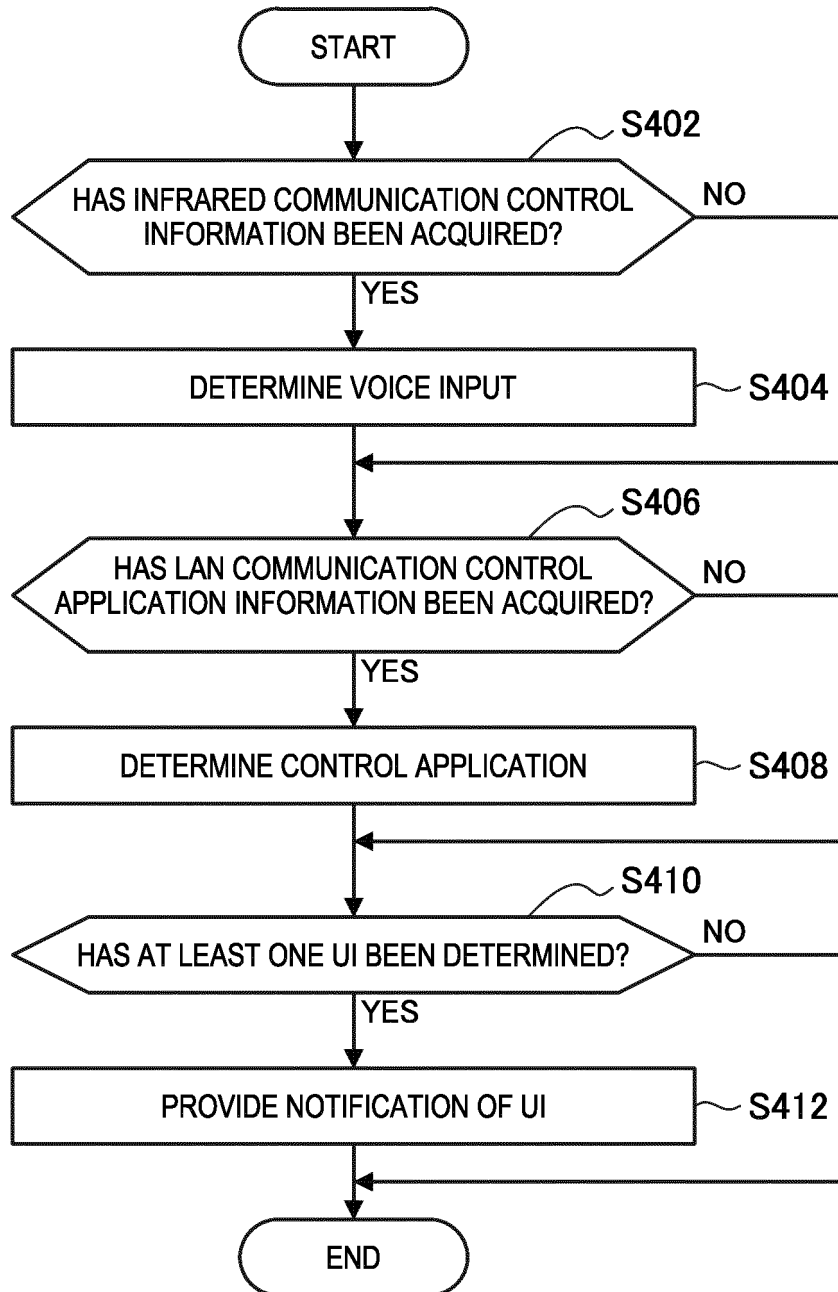 START
S402
HAS INFRARED COMMUNICATION CONTROL
INFORMATION BEEN ACQUIRED?
NO
YES
DETERMINE VOICE INPUT
S404
S406
HAS LAN COMMUNICATION CONTROL
APPLICATION INFORMATION BEEN ACQUIRED?
NO
YES
DETERMINE CONTROL APPLICATION
S408
S410
HAS AT LEAST ONE UI BEEN DETERMINED?
NO
YES
PROVIDE NOTIFICATION OF UI
S412
END